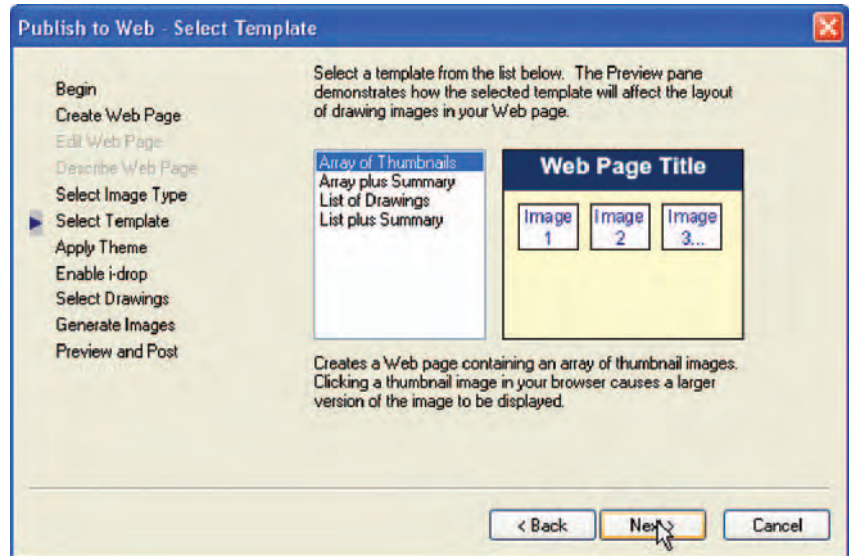 Publish to Web - Select Template
Begin
Create Web Page
Edit Web Page
Describe Web Page
Select Image Type
Select Template
Apply Theme
Enable i-drop
Select Drawings
Generate Images
Preview and Post
Select a template from the list below. The Preview pane
demonstrates how the selected template will affect the layout
of drawing images in your Web page.
Array of Thumbnails
Array plus Summary
List of Drawings
List plus Summary
Web Page Title
Image
1
Image
2
Image
3...
Creates a Web page containing an array of thumbnail images.
Clicking a thumbnail image in your browser causes a larger
version of the image to be displayed.
< Back
Next >
Cancel